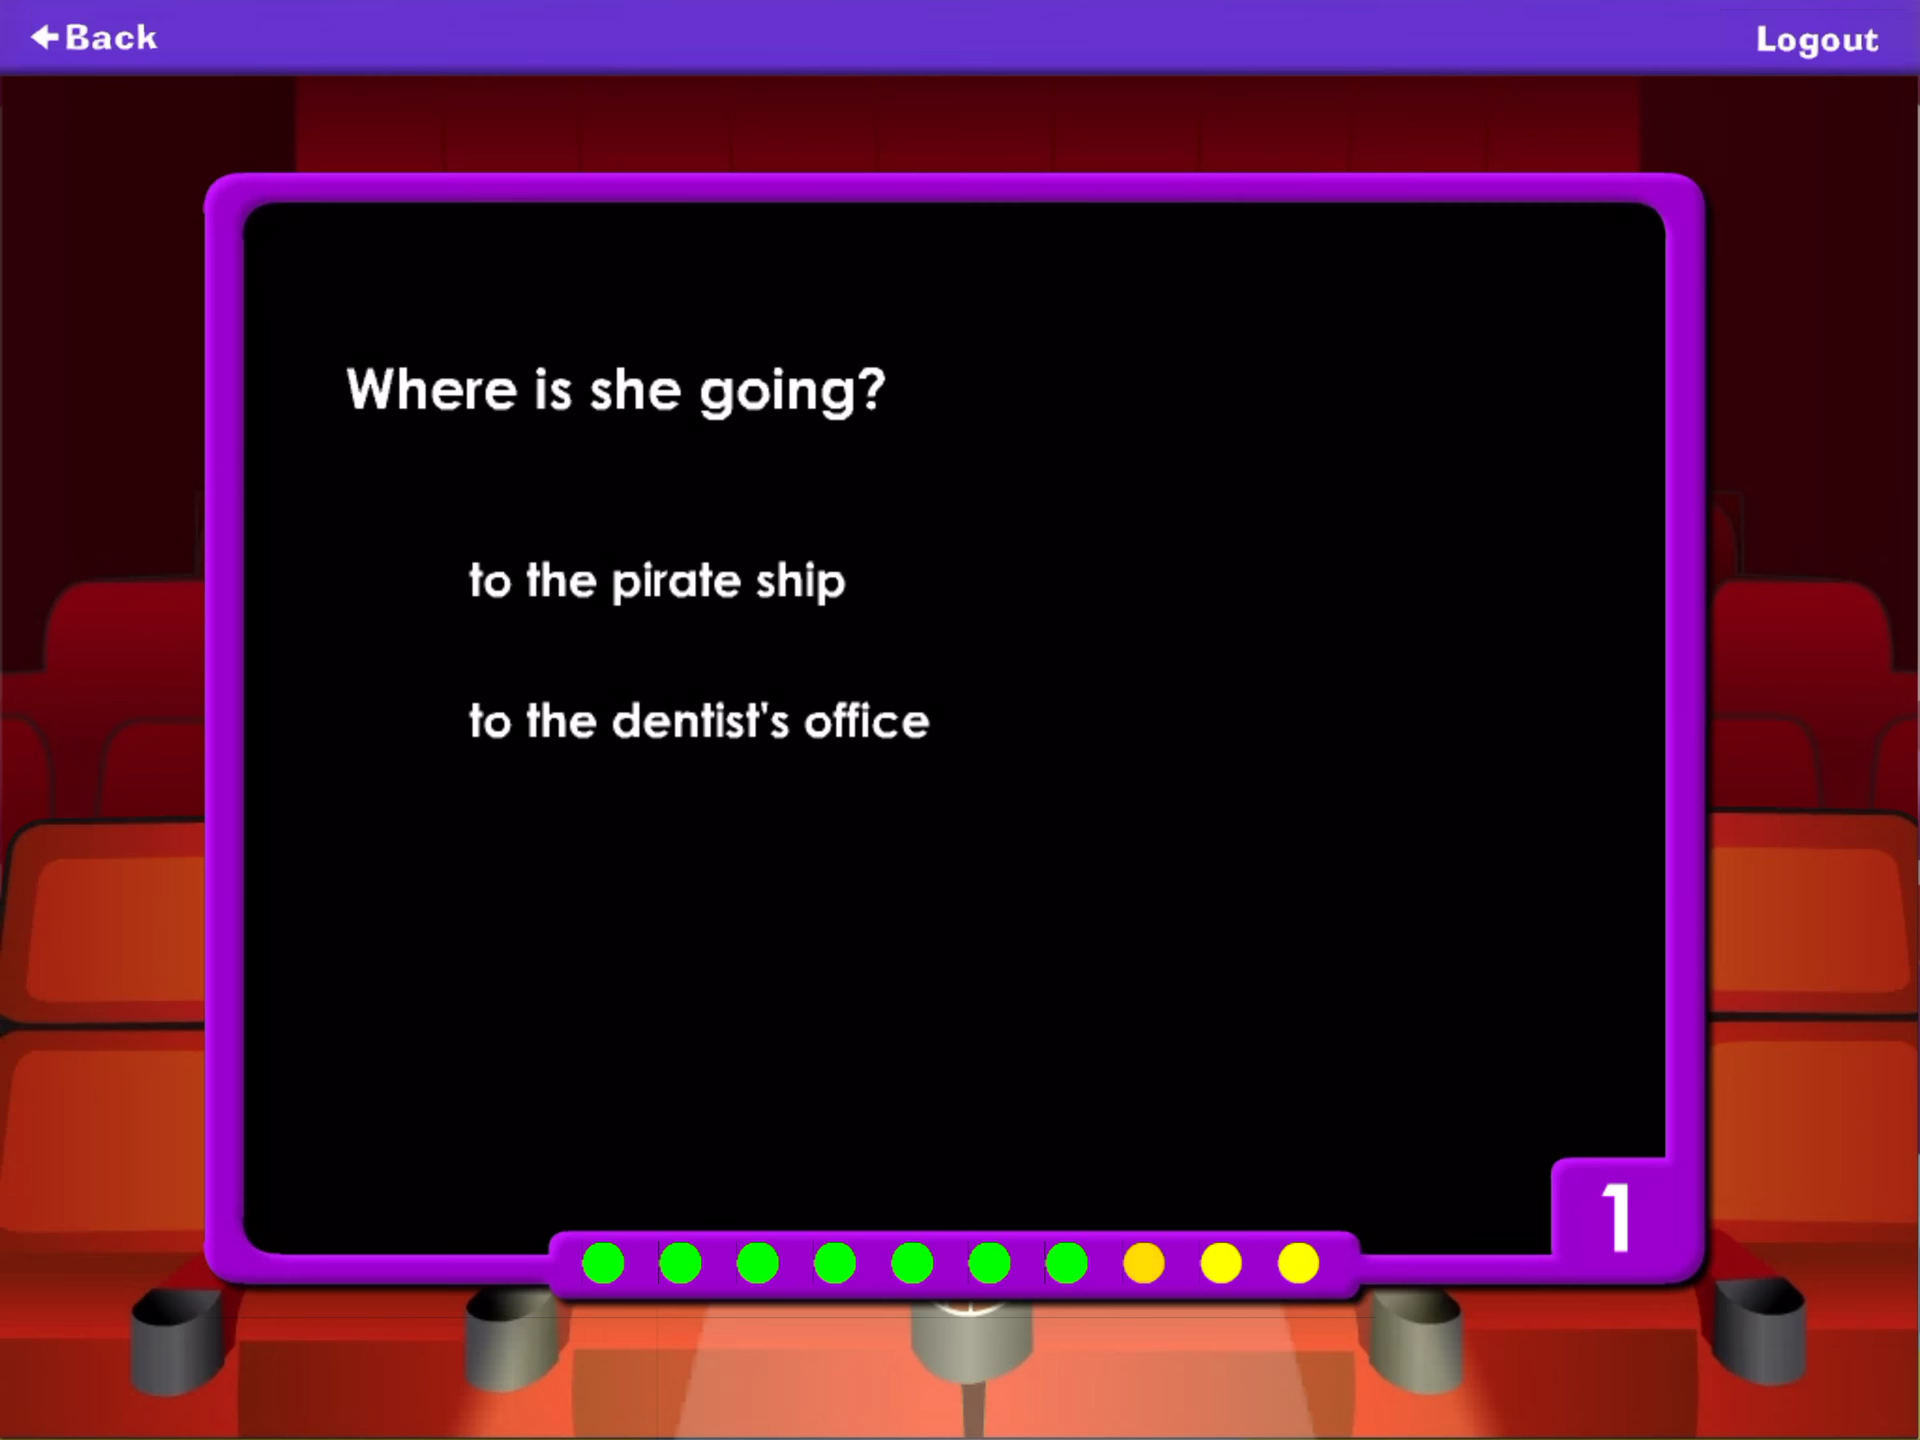 Back
Logout
Where is she going?
to the pirate ship
to the dentist's office
1